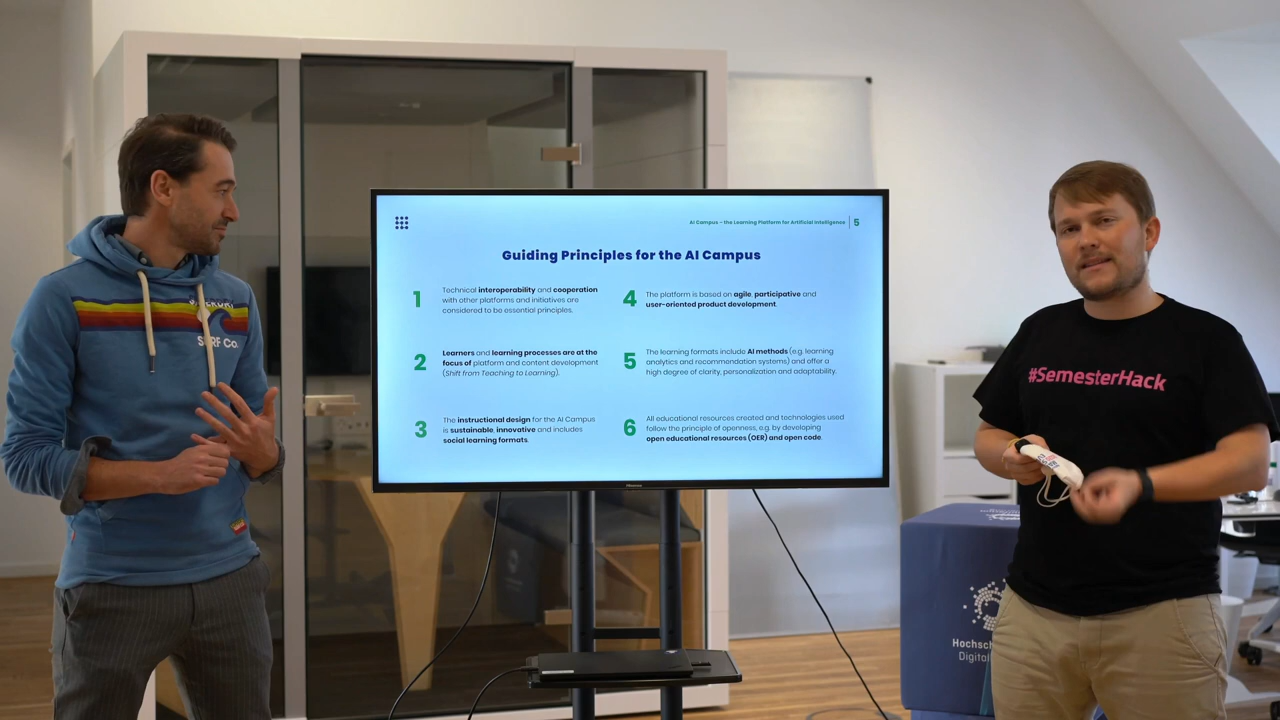 AI Campus – the Learning Platform for Artificial Intelligence 5
Guiding Principles for the AI Campus
1
Technical interoperability and cooperation
with other platforms and initiatives are
considered to be essential principles.
2
Learners and learning processes are at the
focus of platform and content development
(Shift from Teaching to Learning).
3
The instructional design for the AI Campus
is sustainable, innovative and includes
social learning formats.
4
The platform is based on agile, participative and
user-oriented product development.
5
The learning formats include AI methods (e.g. learning
analytics and recommendation systems) and offer a
high degree of clarity, personalization and adaptability.
6
All educational resources created and technologies used
follow the principle of openness, e.g. by developing
open educational resources (OER) and open code.
Hisense
SURF Co.
#SemesterHack
Hochsch
Digital